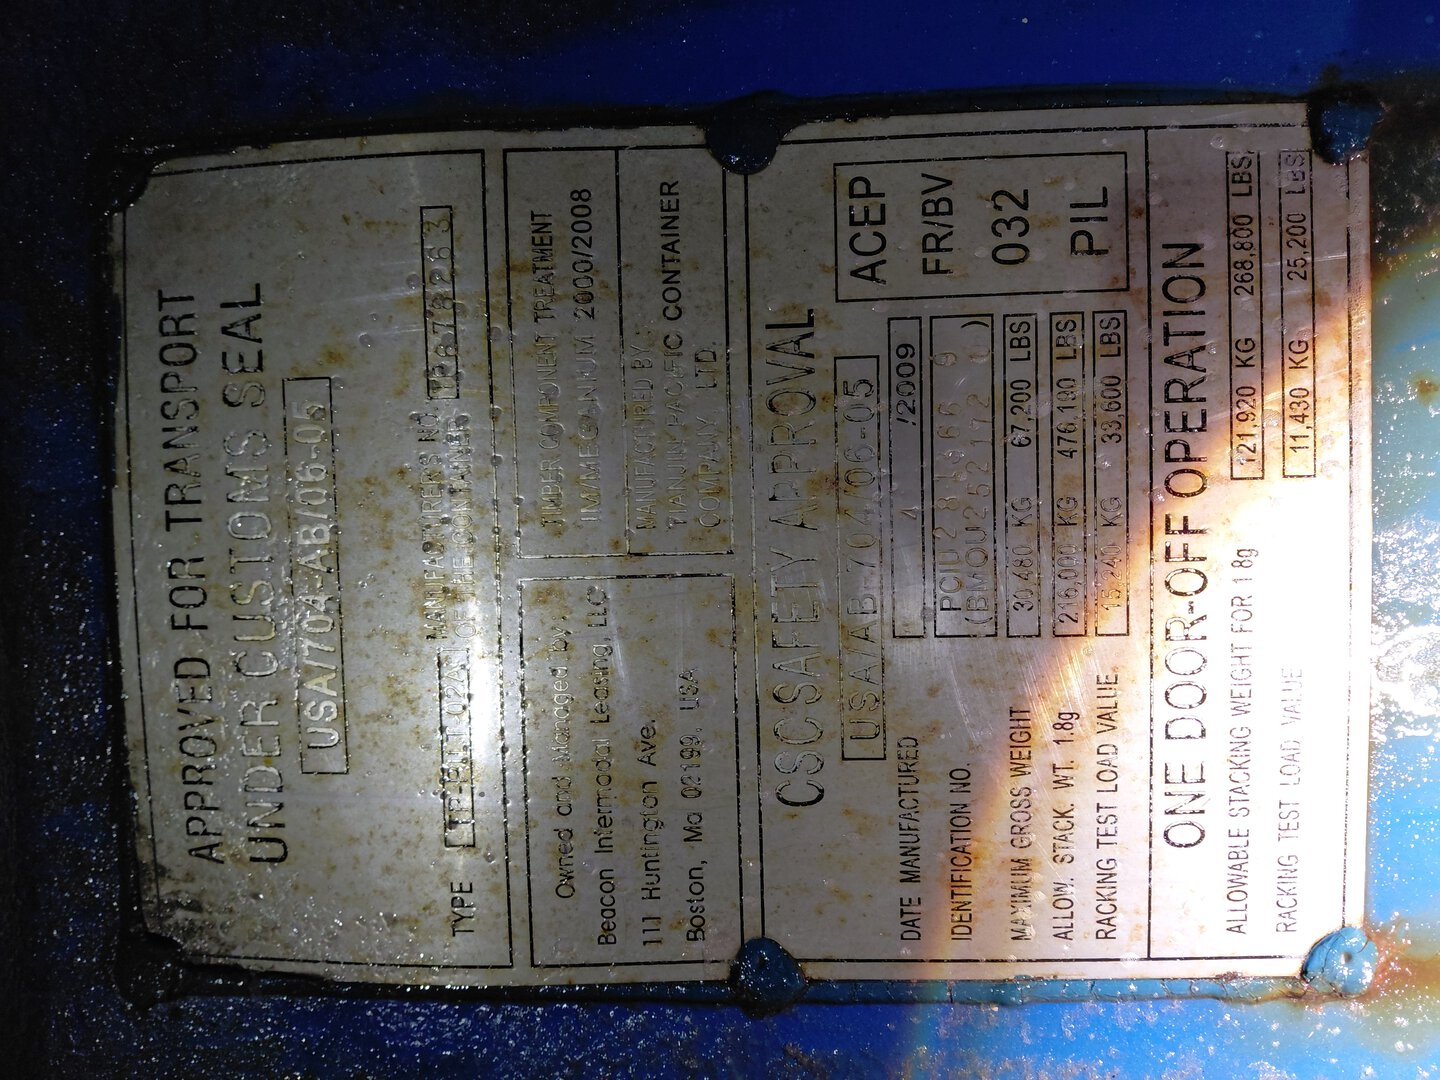 APPROVED FOR TRANSPORT
UNDER CUSTOMS SEAL
USA/704-AB/06-05
TYPE TP-BLT-02A MANUFACTURER'S NO.
OF THE CONTAINER
Owned and Managed by:
Beacon Intermodal Leasing, LLC
111 Huntington Ave.
Boston, Ma 02199. USA
TIMBER COMPONENT TREATMENT
IM/MEGANIUM 2000/2008
MANUFACTURED BY:
TIANJIN PACIFIC CONTAINER
COMPANY, LTD.
CSC SAFETY APPROVAL
USA/AB-704/06-05
ACEP
FR/BV
032
PIL
DATE MANUFACTURED 4 /2009
IDENTIFICATION NO.
MAXIMUM GROSS WEIGHT 30,480 KG 67,200 LBS
ALLOW. STACK. WT. 1.8g 216,000 KG 476,190 LBS
RACKING TEST LOAD VALUE 15,240 KG 33,600 LBS
ONE DOOR-OFF OPERATION
ALLOWABLE STACKING WEIGHT FOR 1.8g 121,920 KG 268,800 LBS
RACKING TEST LOAD VALUE 11,430 KG 25,200 LBS